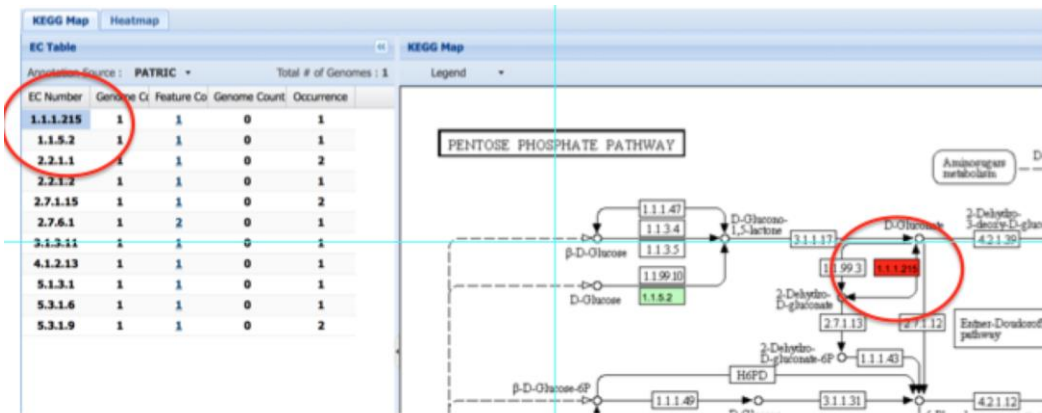 KEGG Map Heatmap
EC Table
KEGG Map
Annotation Source : PATRIC Total # of Genomes : 1
Legend
EC Number Genome Co Feature Co Genome Count Occurrence
1.1.1.215 1 1 0 1
1.1.5.2 1 1 0 1
2.2.1.1 1 1 0 2
2.2.1.2 1 1 0 1
2.7.1.15 1 1 0 2
2.7.6.1 1 2 0 1
3.1.3.11 1 1 0 1
4.1.2.13 1 1 0 1
5.1.3.1 1 1 0 1
5.3.1.6 1 1 0 1
5.3.1.9 1 1 0 2
PENTOSE PHOSPHATE PATHWAY
Aminosugars
metabolism
D
1.1.1.47
1.1.3.4
1.1.3.5
β-D-Glucose
D-Glucono-
1,5-lactone
3.1.1.17
D-Gluconate
2-Dehydro-
3-deoxy-D-gluc
4.2.1.39
1.1.99.10
1.1.5.2
D-Glucose
1.1.99.3
1.1.1.215
2-Dehydro-
D-gluconate
2.7.1.13
2.7.1.12
Entner-Doudoroff
pathway
2-Dehydro-
D-gluconate-6P
1.1.1.43
H6PD
β-D-Glucose-6P
1.1.1.49
3.1.1.31
4.2.1.12